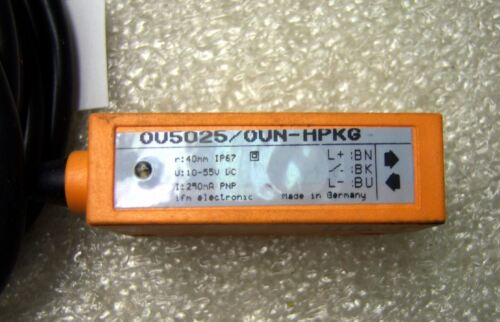 OU5025/OUN-HPKG
r:40mm IP67
U:10-55V DC
I:250mA PNP
ifm electronic
L+ :BN
:BK
L- :BU
Made in Germany